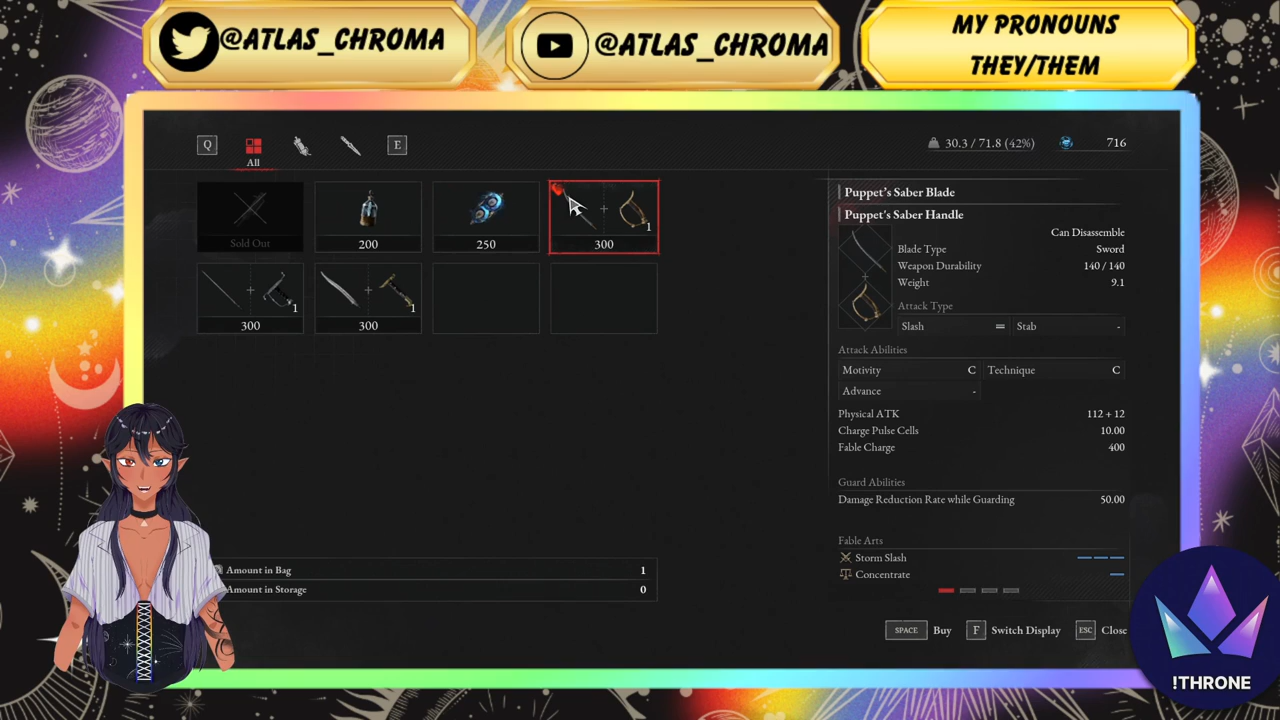 @ATLAS_CHROMA
@ATLAS_CHROMA
MY PRONOUNS
THEY/THEM
Q
All
E
30.3 / 71.8 (42%)
716
Sold Out
200
250
1
300
1
300
1
300
Puppet's Saber Blade
Puppet's Saber Handle
Can Disassemble
Blade Type Sword
Weapon Durability 140 / 140
Weight 9.1
Attack Type
Slash = Stab -
Attack Abilities
Motivity C Technique C
Advance -
Physical ATK 112 + 12
Charge Pulse Cells 10.00
Fable Charge 400
Guard Abilities
Damage Reduction Rate while Guarding 50.00
Fable Arts
Storm Slash
Concentrate
Amount in Bag 1
Amount in Storage 0
SPACE Buy F Switch Display ESC Close
!THRONE